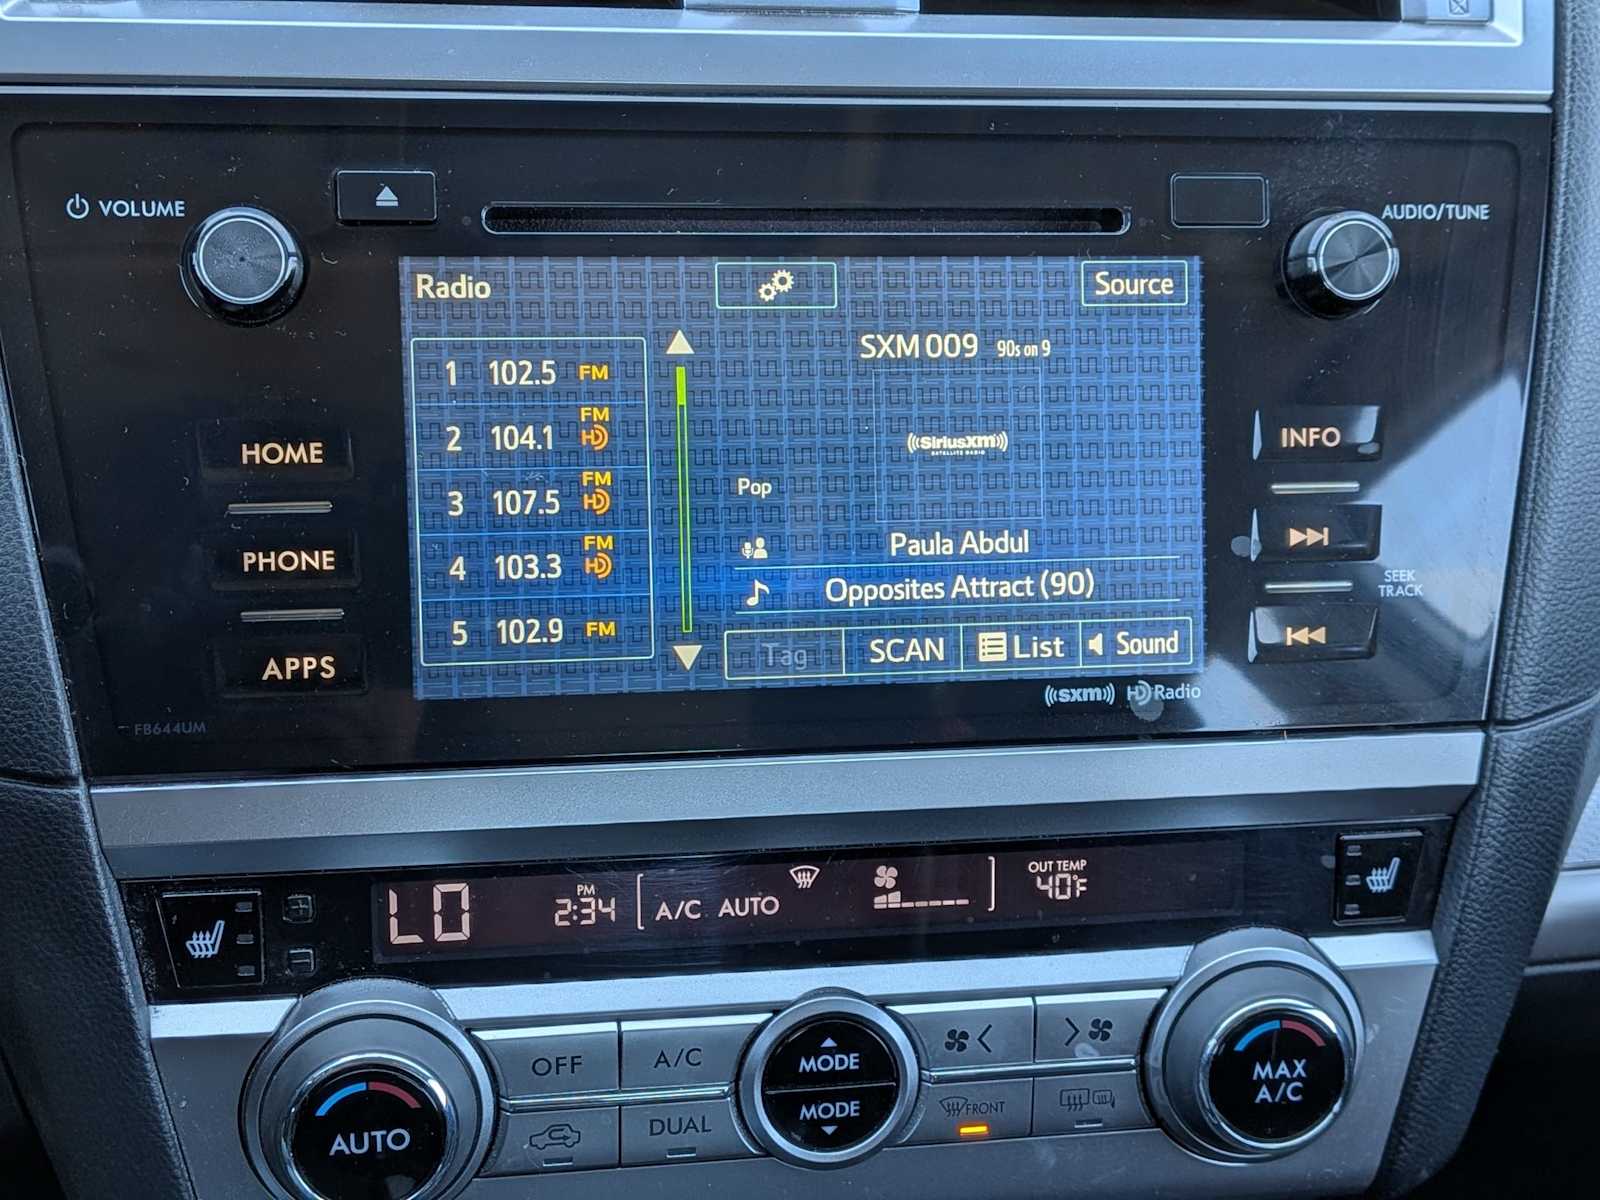 VOLUME
AUDIO/TUNE
Radio
Source
SXM 009 90s on 9
1 102.5 FM
2 104.1 FM HD
3 107.5 FM HD
4 103.3 FM HD
5 102.9 FM
((SiriusXM))
SATELLITE RADIO
Pop
Paula Abdul
Opposites Attract (90)
Tag SCAN List Sound
((sxm)) HD Radio
HOME
PHONE
APPS
FB644UM
INFO
SEEK
TRACK
LO
PM
2:34
A/C AUTO
OUT TEMP
40°F
AUTO
OFF
A/C
DUAL
MODE
MODE
FRONT
MAX
A/C